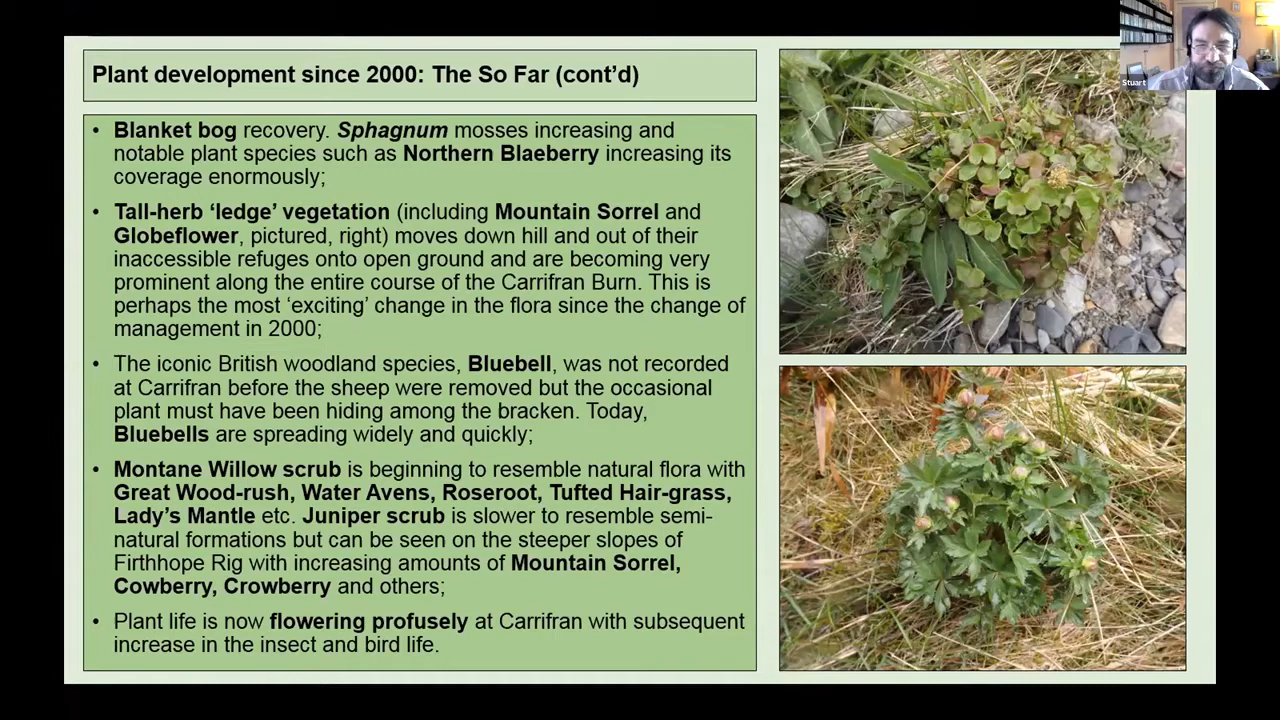 Plant development since 2000: The So Far (cont’d)
• Blanket bog recovery. Sphagnum mosses increasing and
notable plant species such as Northern Blaeberry increasing its
coverage enormously;
• Tall-herb ‘ledge’ vegetation (including Mountain Sorrel and
Globeflower, pictured, right) moves down hill and out of their
inaccessible refuges onto open ground and are becoming very
prominent along the entire course of the Carrifran Burn. This is
perhaps the most ‘exciting’ change in the flora since the change of
management in 2000;
• The iconic British woodland species, Bluebell, was not recorded
at Carrifran before the sheep were removed but the occasional
plant must have been hiding among the bracken. Today,
Bluebells are spreading widely and quickly;
• Montane Willow scrub is beginning to resemble natural flora with
Great Wood-rush, Water Avens, Roseroot, Tufted Hair-grass,
Lady’s Mantle etc. Juniper scrub is slower to resemble semi-
natural formations but can be seen on the steeper slopes of
Firthhope Rig with increasing amounts of Mountain Sorrel,
Cowberry, Crowberry and others;
• Plant life is now flowering profusely at Carrifran with subsequent
increase in the insect and bird life.
Stuart